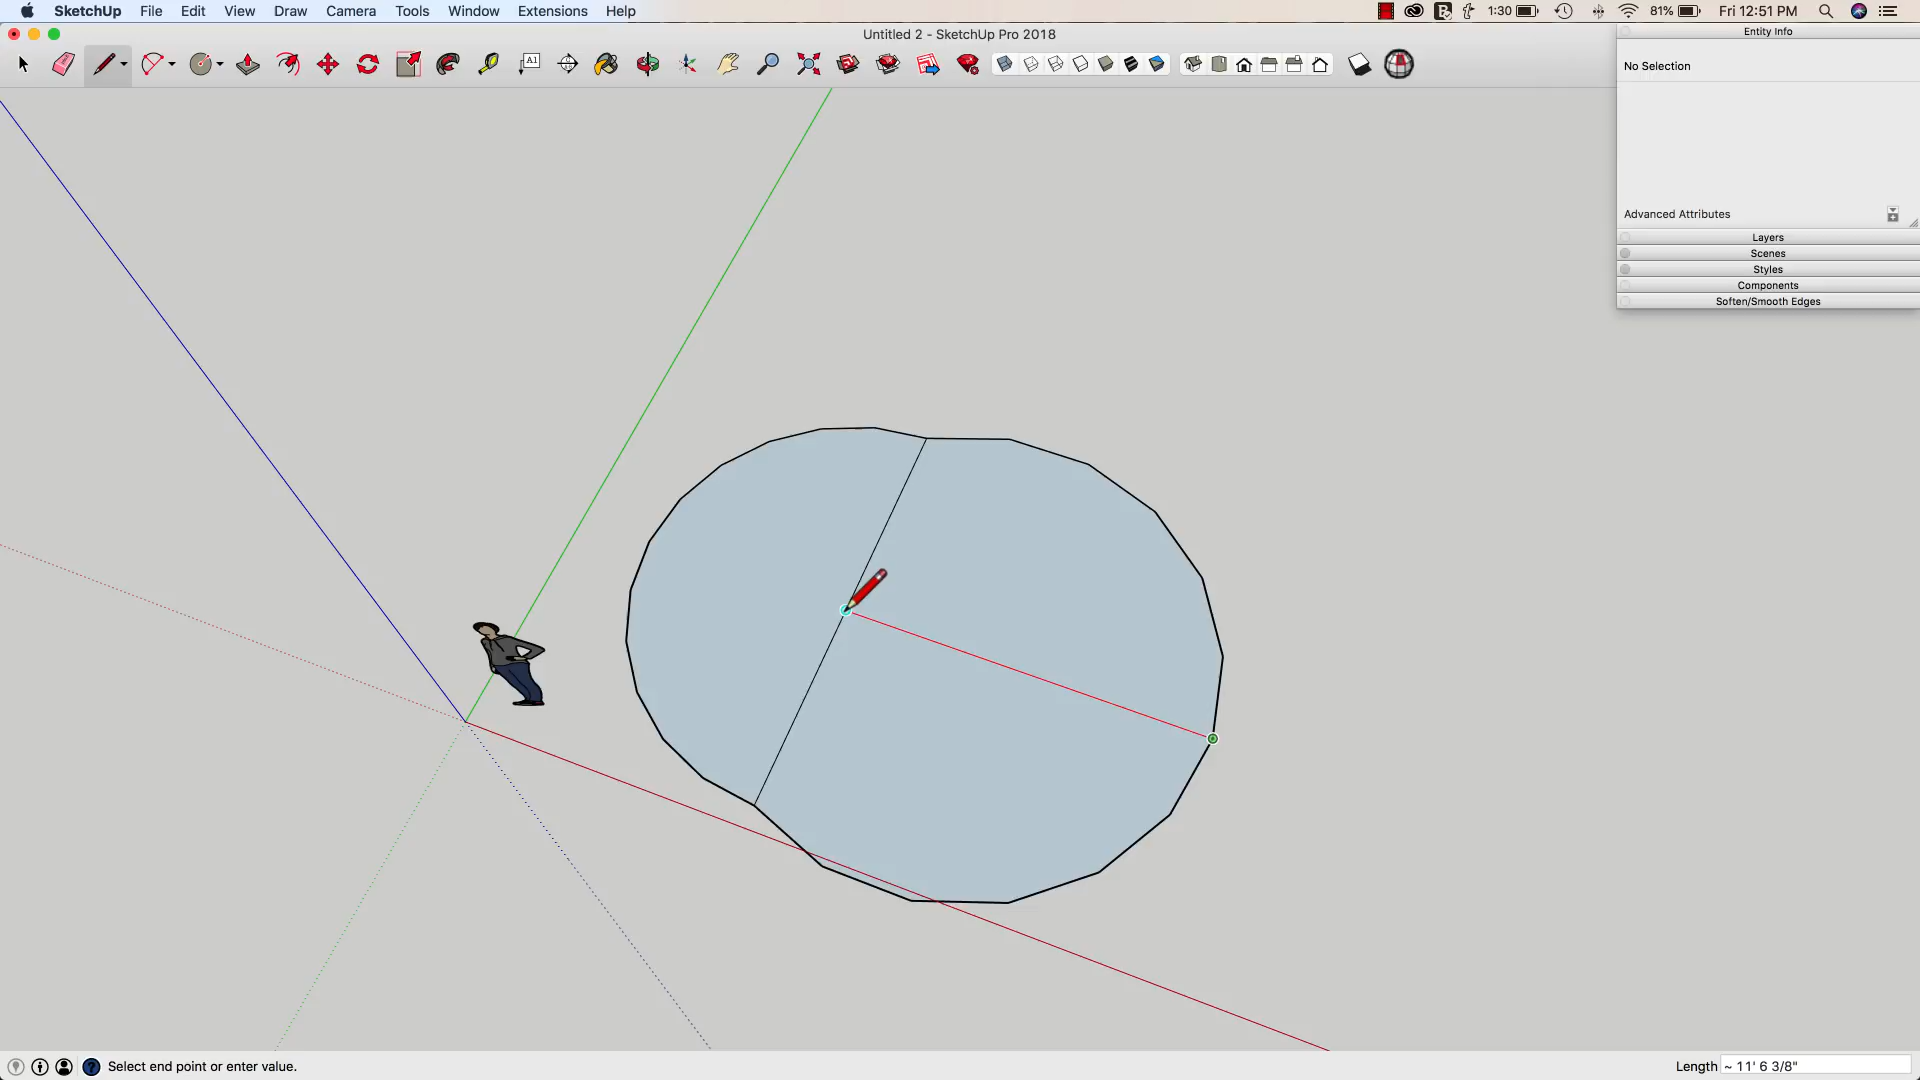 SketchUp File Edit View Draw Camera Tools Window Extensions Help
1:30 81% Fri 12:51 PM
Untitled 2 - SketchUp Pro 2018
A1
Entity Info
No Selection
Advanced Attributes
Layers
Scenes
Styles
Components
Soften/Smooth Edges
Select end point or enter value.
Length ~ 11' 6 3/8"